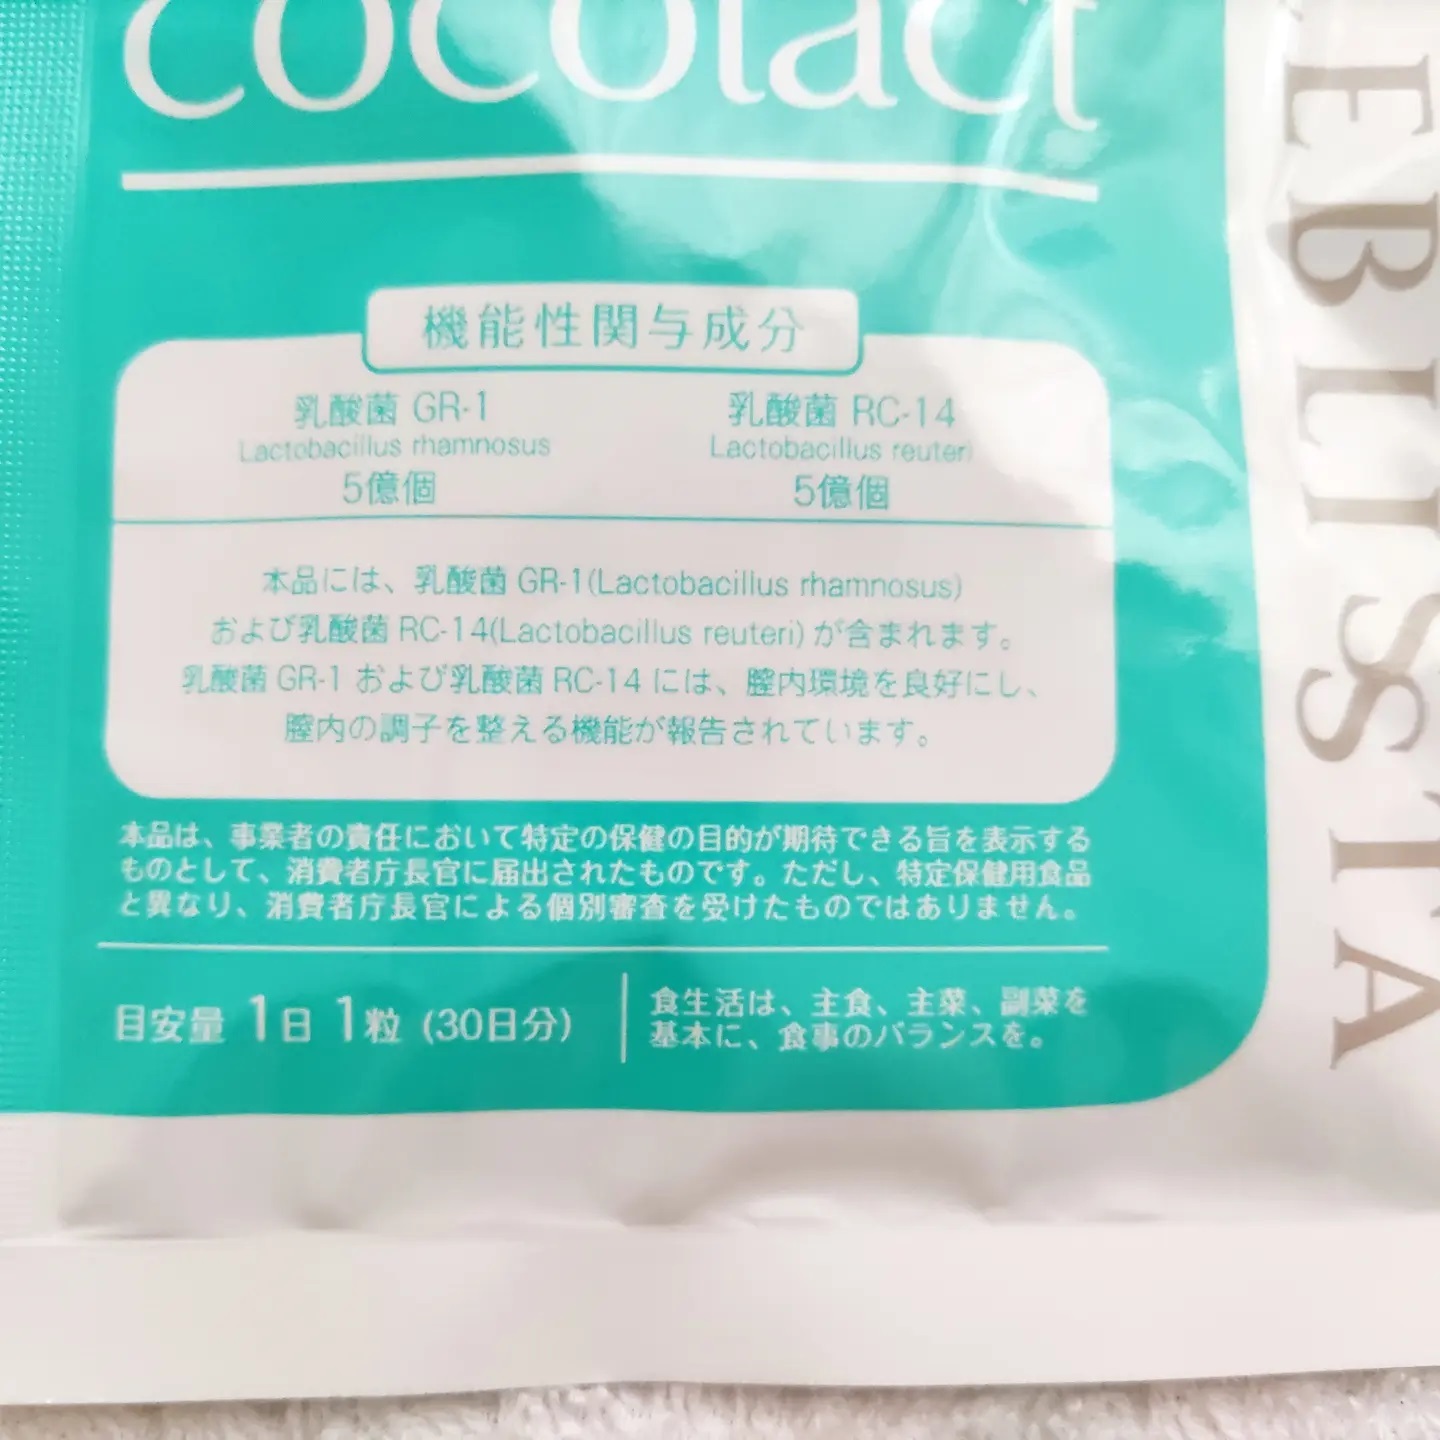 cocolact
機能性関与成分
乳酸菌 GR-1
Lactobacillus rhamnosus
5億個
乳酸菌 RC-14
Lactobacillus reuteri
5億個
本品には、乳酸菌 GR-1(Lactobacillus rhamnosus)
および乳酸菌 RC-14(Lactobacillus reuteri) が含まれます。
乳酸菌 GR-1 および乳酸菌 RC-14 には、膣内環境を良好にし、
膣内の調子を整える機能が報告されています。
本品は、事業者の責任において特定の保健の目的が期待できる旨を表示する
ものとして、消費者庁長官に届出されたものです。ただし、特定保健用食品
と異なり、消費者庁長官による個別審査を受けたものではありません。
目安量 1日 1粒 (30日分)
食生活は、主食、主菜、副菜を
基本に、食事のバランスを。
EBLISSTA